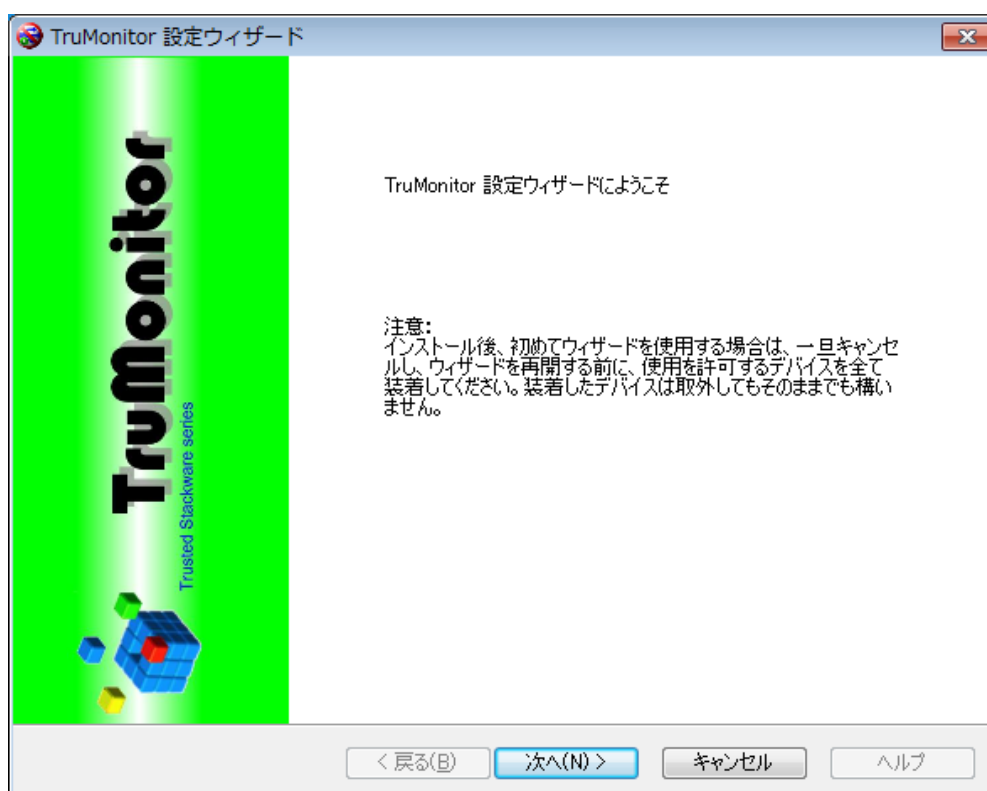 TruMonitor 設定ウィザード
TruMonitor
Trusted Stackware series
TruMonitor 設定ウィザードにようこそ
注意:
インストール後、初めてウィザードを使用する場合は、一旦キャンセ
ルし、ウィザードを再開する前に、使用を許可するデバイスを全て
装着してください。装着したデバイスは取外してもそのままでも構い
ません。
< 戻る(B)
次へ(N) >
キャンセル
ヘルプ